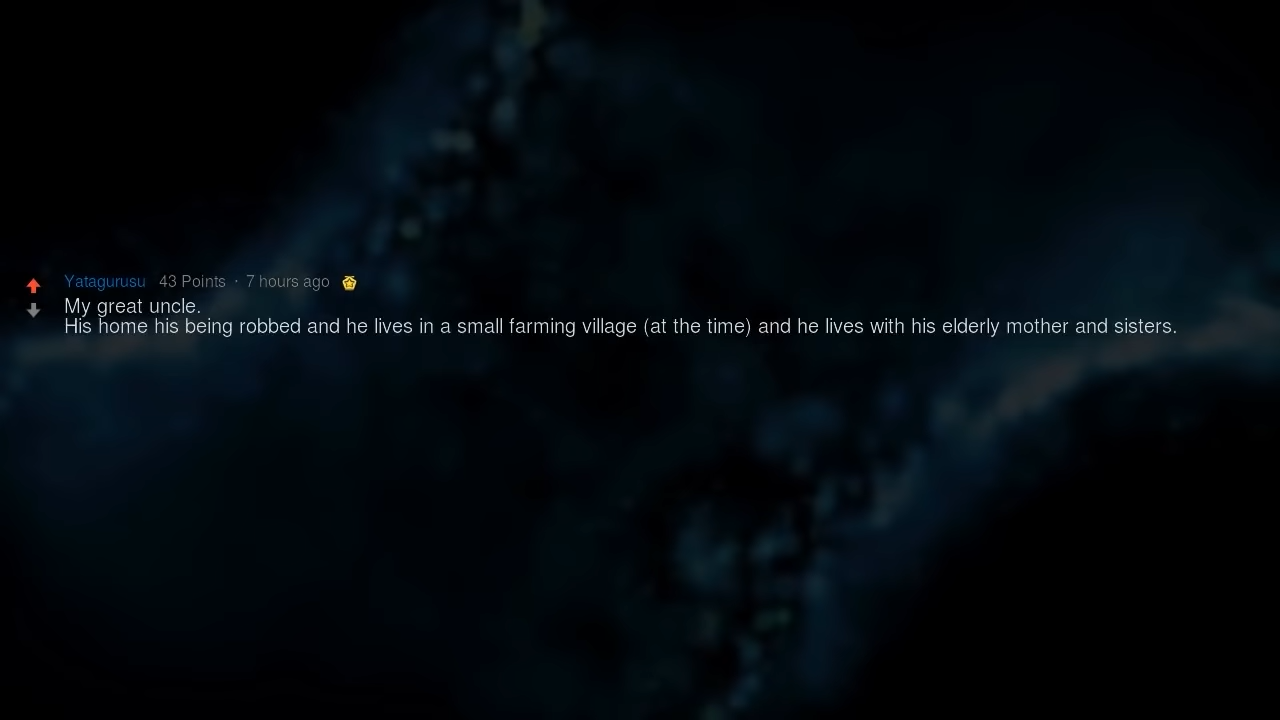 Yatagurusu 43 Points · 7 hours ago
My great uncle.
His home his being robbed and he lives in a small farming village (at the time) and he lives with his elderly mother and sisters.